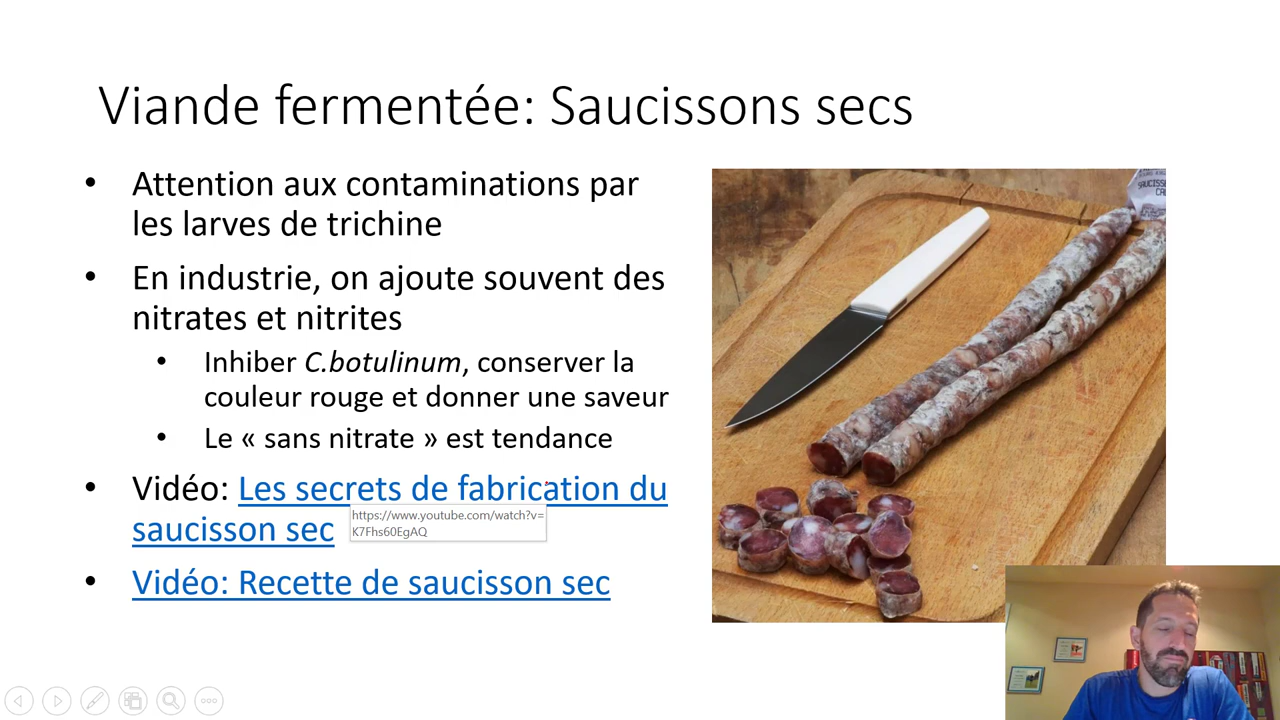 Viande fermentée: Saucissons secs
• Attention aux contaminations par
les larves de trichine
• En industrie, on ajoute souvent des
nitrates et nitrites
• Inhiber C.botulinum, conserver la
couleur rouge et donner une saveur
• Le « sans nitrate » est tendance
• Vidéo: Les secrets de fabrication du
saucisson sec
https://www.youtube.com/watch?v=
K7Fhs60EgAQ
• Vidéo: Recette de saucisson sec